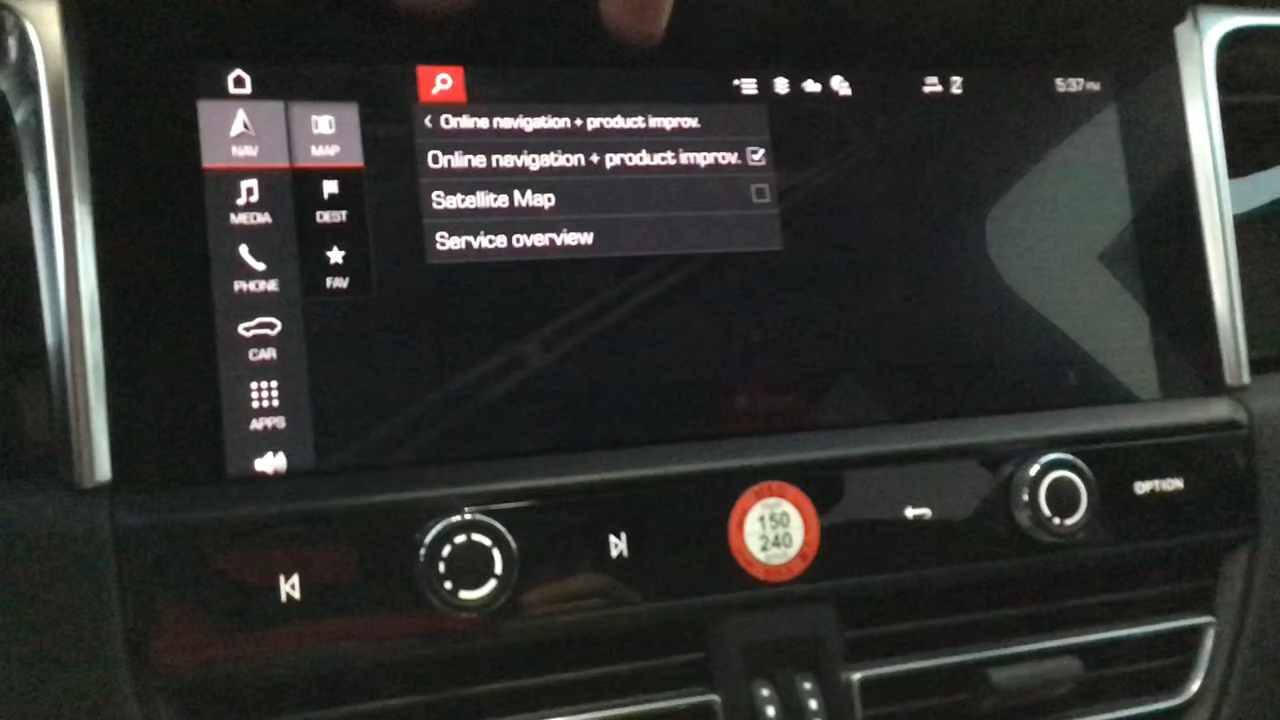 5:37 PM
Online navigation + product improv.
NAV
MAP
Online navigation + product improv.
MEDIA
DEST
Satellite Map
PHONE
FAV
Service overview
CAR
APPS
OPTION
150
240